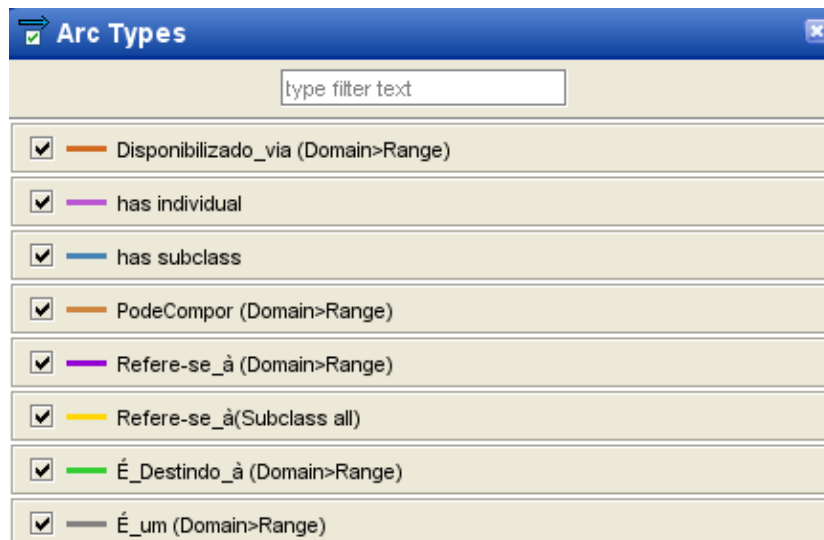 Arc Types
type filter text
Disponibilizado_via (Domain>Range)
has individual
has subclass
PodeCompor (Domain>Range)
Refere-se_à (Domain>Range)
Refere-se_à(Subclass all)
É_Destindo_à (Domain>Range)
É_um (Domain>Range)